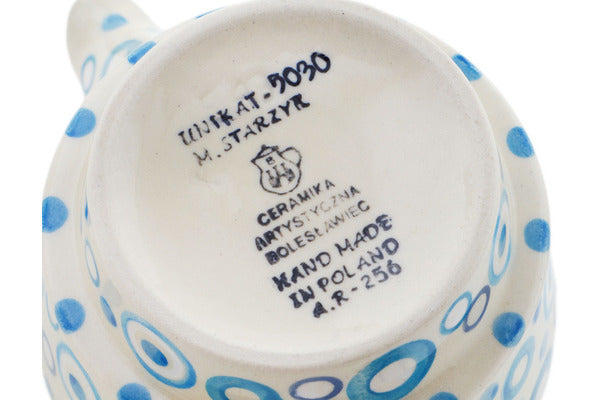 UNIKAT-5030
M. STARZYK
CERAMIKA
ARTYSTYCZNA
BOLESŁAWIEC
HAND MADE
IN POLAND
A.R-256